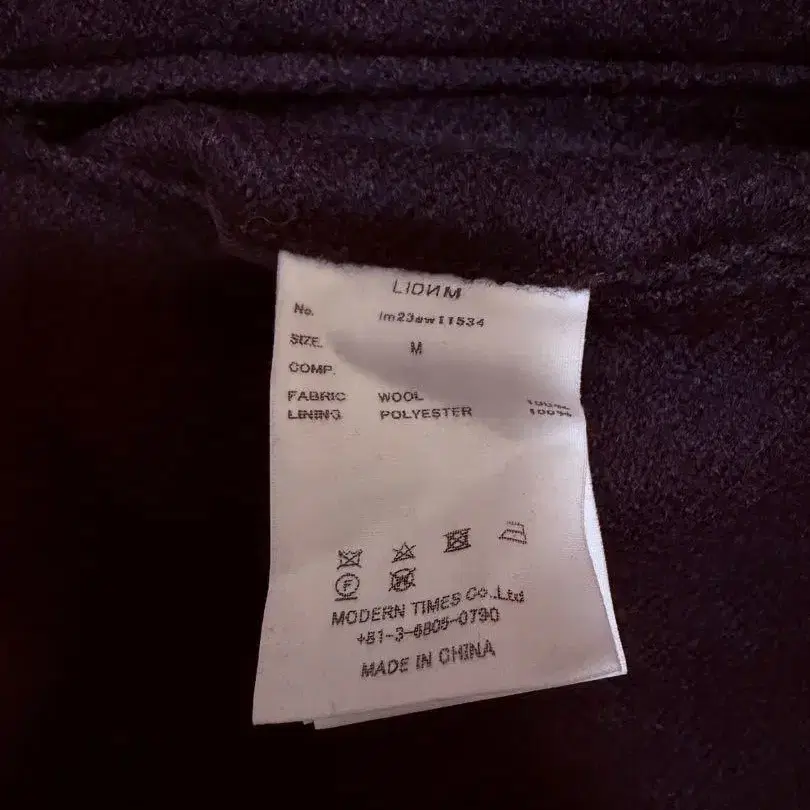 LIDИM
No. lm23aw11534
SIZE. M
COMP.
FABRIC WOOL 100%
LINING POLYESTER 100%
F
W
MODERN TIMES Co.,Ltd
+81-3-6805-0790
MADE IN CHINA